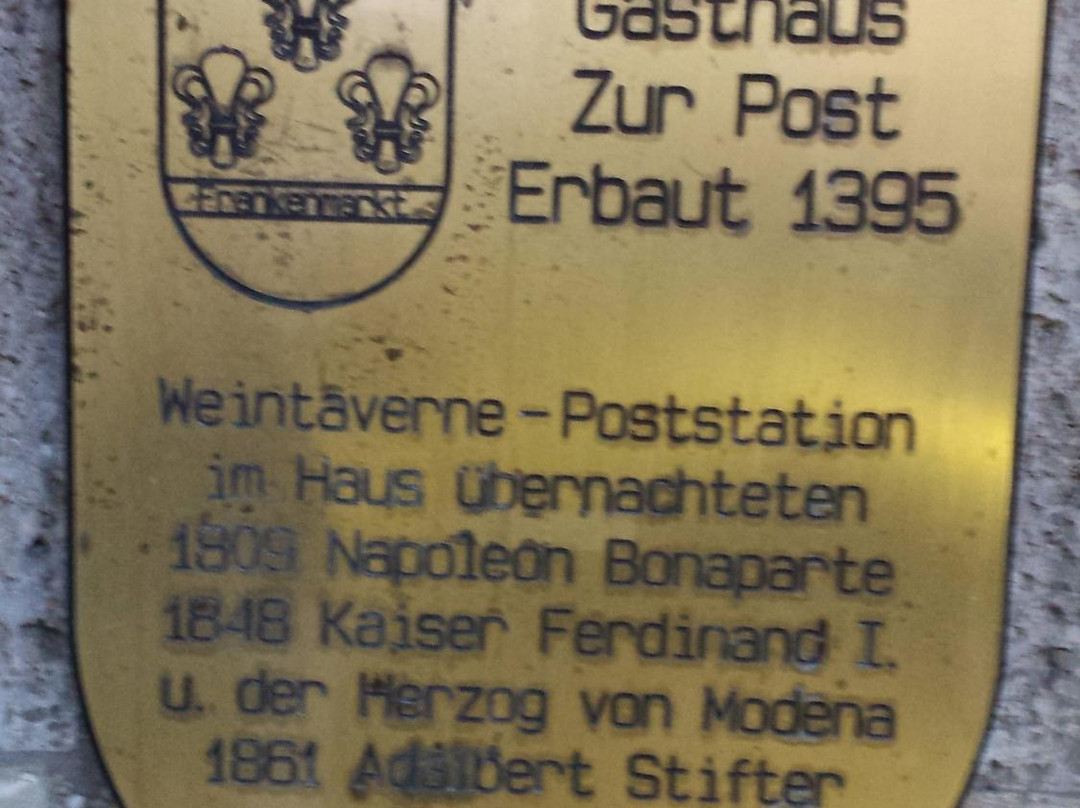 Gasthaus
Zur Post
Erbaut 1395
Frankenmarkt
Weintaverne - Poststation
im Haus übernachteten
1809 Napoleon Bonaparte
1848 Kaiser Ferdinand I.
u. der Herzog von Modena
1861 Adalbert Stifter